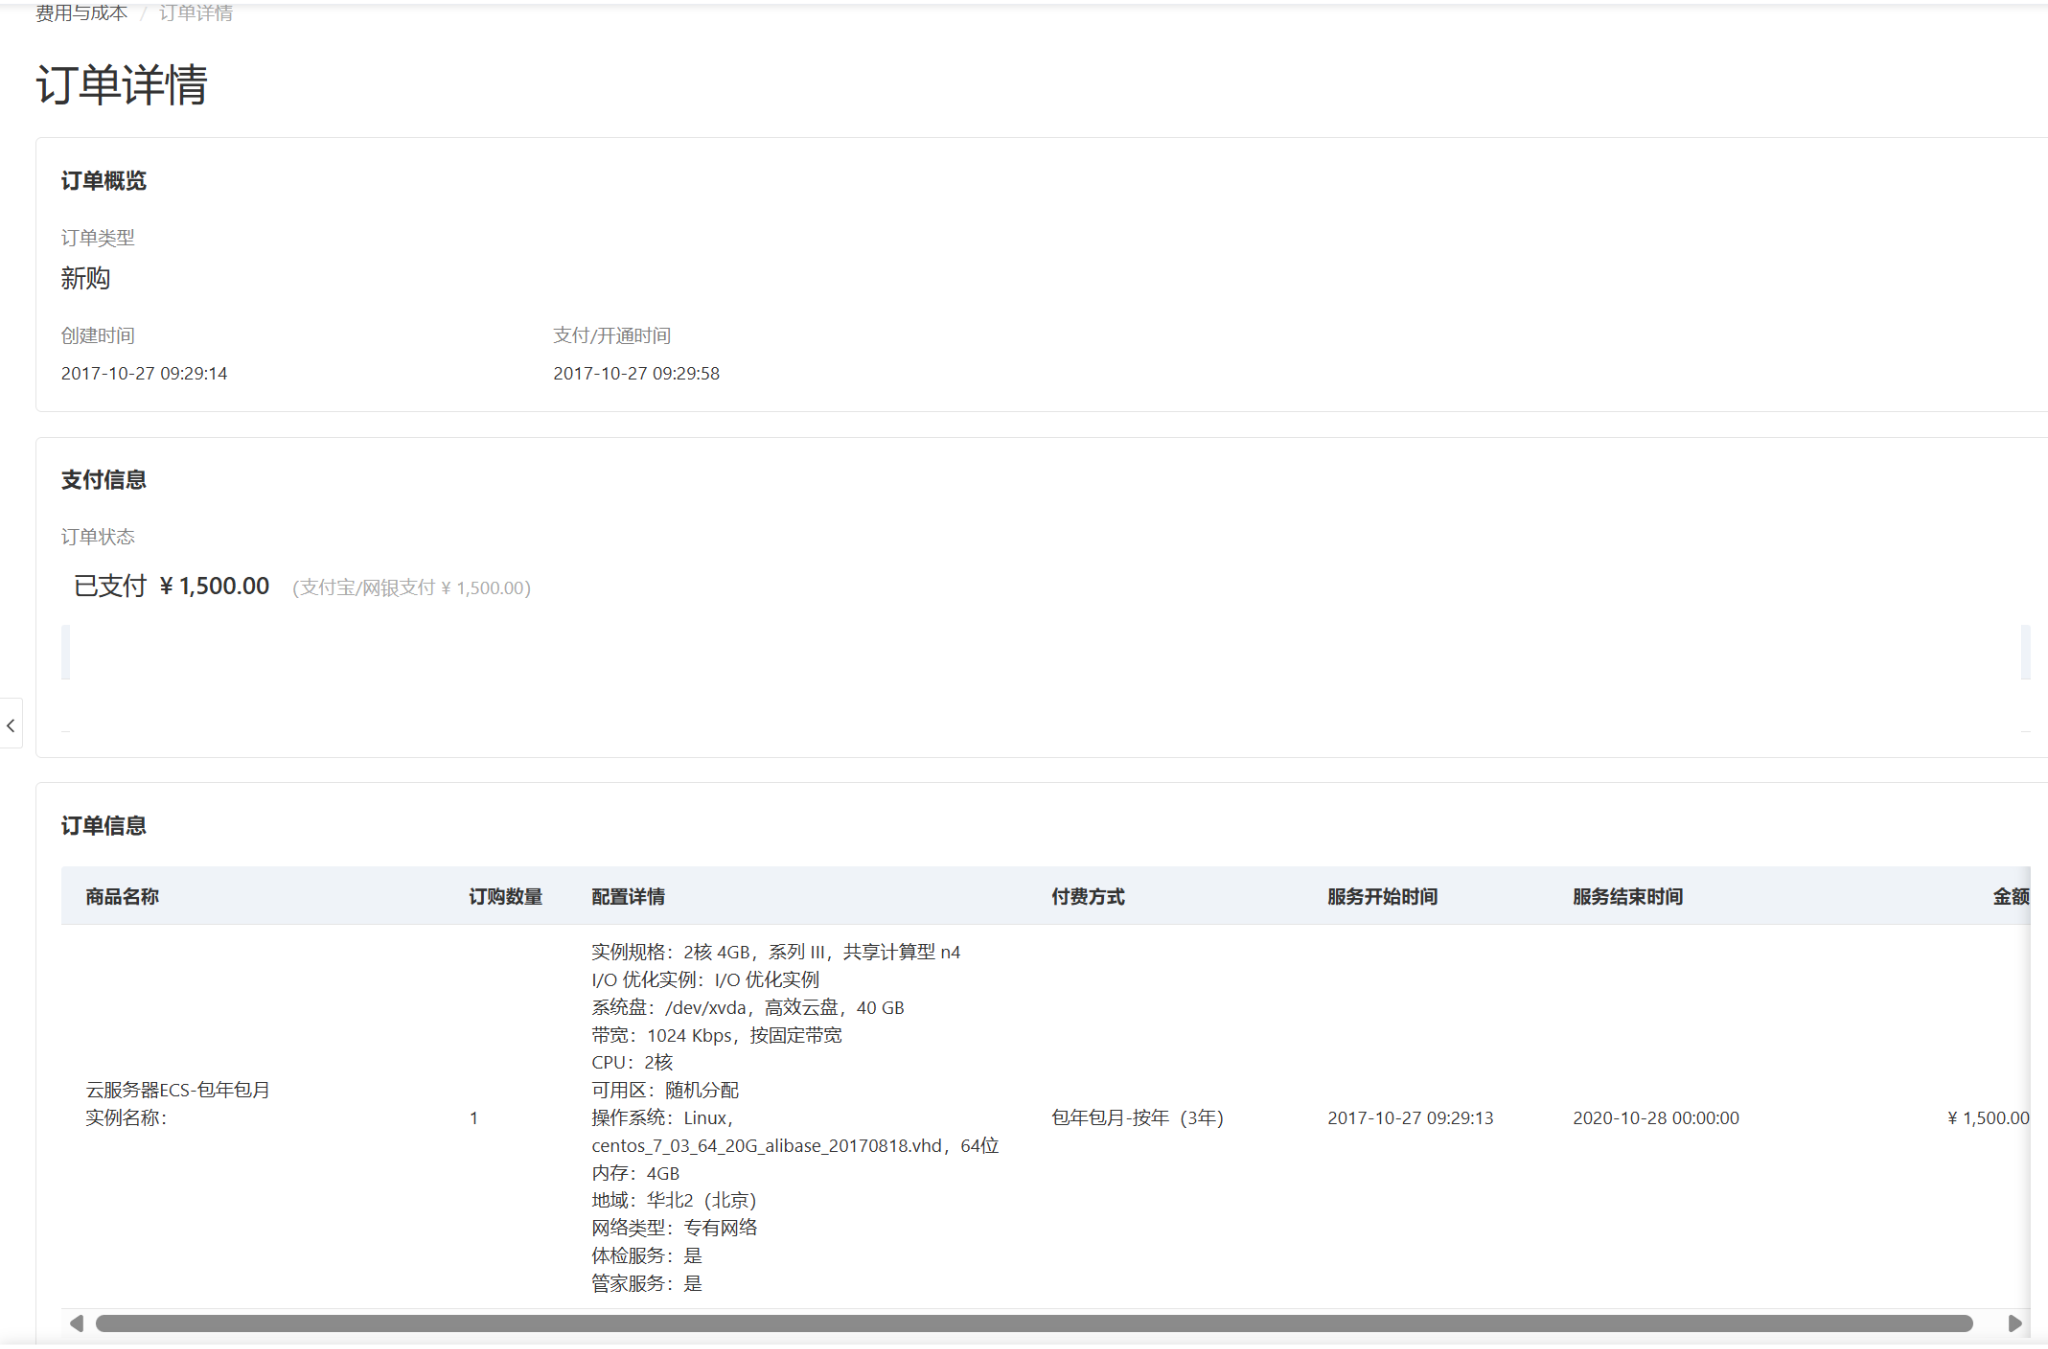 费用与成本 / 订单详情
订单详情
订单概览
订单类型
新购
创建时间 支付/开通时间
2017-10-27 09:29:14 2017-10-27 09:29:58
支付信息
订单状态
已支付 ¥ 1,500.00 (支付宝/网银支付 ¥ 1,500.00)
订单信息
商品名称 订购数量 配置详情 付费方式 服务开始时间 服务结束时间 金额
实例规格：2核 4GB，系列 III，共享计算型 n4
I/O 优化实例：I/O 优化实例
系统盘：/dev/xvda，高效云盘，40 GB
带宽：1024 Kbps，按固定带宽
CPU：2核
云服务器ECS-包年包月 可用区：随机分配
实例名称： 1 操作系统：Linux， 包年包月-按年（3年） 2017-10-27 09:29:13 2020-10-28 00:00:00 ¥ 1,500.00
centos_7_03_64_20G_alibase_20170818.vhd，64位
内存：4GB
地域：华北2（北京）
网络类型：专有网络
体检服务：是
管家服务：是